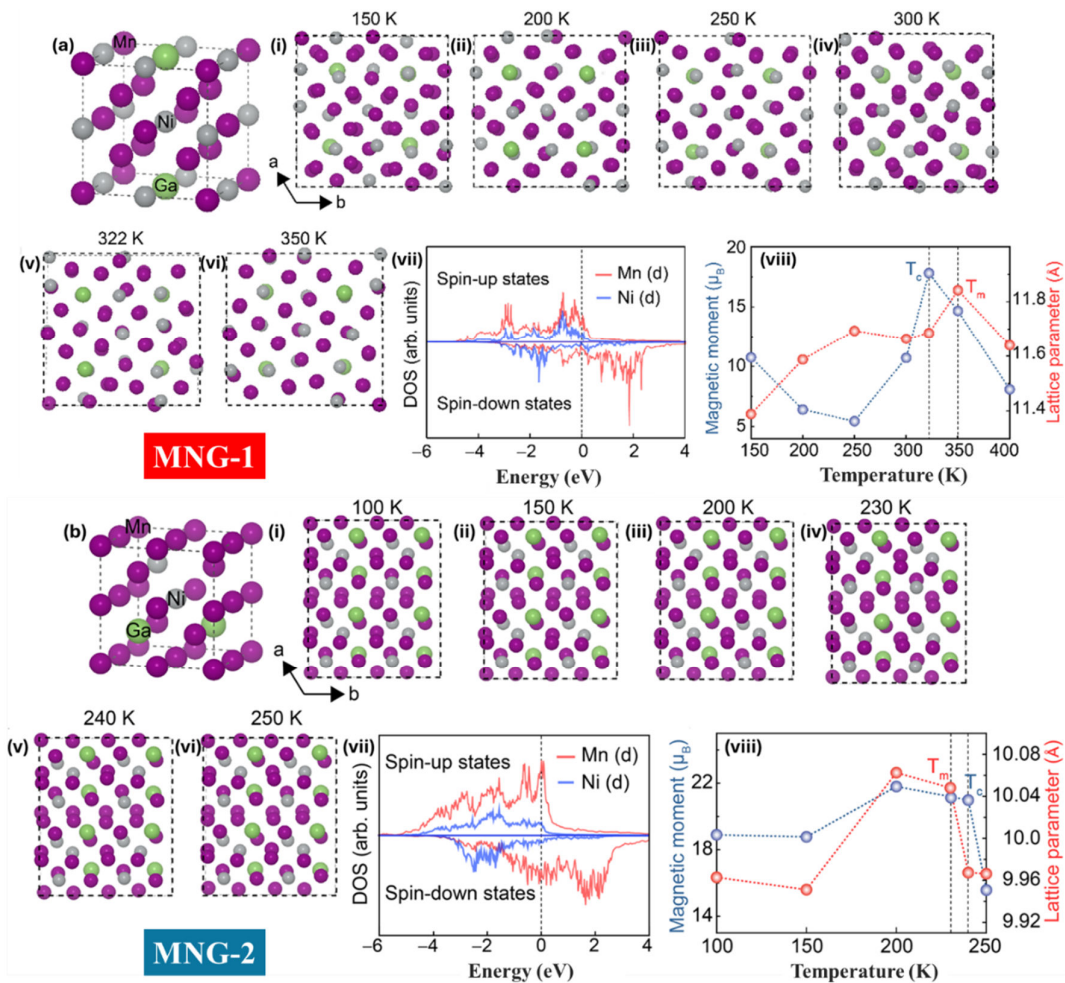 (a)
Mn
Ni
Ga
a
b
150 K
200 K
250 K
300 K
(i)
(ii)
(iii)
(iv)
322 K
350 K
(v)
(vi)
(vii)
Spin-up states
Mn (d)
Ni (d)
Spin-down states
DOS (arb. units)
−6 −4 −2 0 2 4
Energy (eV)
(viii)
Tc
Tm
Magnetic moment (μB)
20
15
10
5
Lattice parameter (Å)
11.8
11.6
11.4
150 200 250 300 350 400
Temperature (K)
MNG-1
(b)
Mn
Ni
Ga
a
b
100 K
150 K
200 K
230 K
(i)
(ii)
(iii)
(iv)
240 K
250 K
(v)
(vi)
(vii)
Spin-up states
Mn (d)
Ni (d)
Spin-down states
DOS (arb. units)
−6 −4 −2 0 2 4
Energy (eV)
(viii)
Tm
Tc
Magnetic moment (μB)
22
18
13
Lattice parameter (Å)
10.08
10.04
10.0
9.96
9.92
100 150 200 250
Temperature (K)
MNG-2